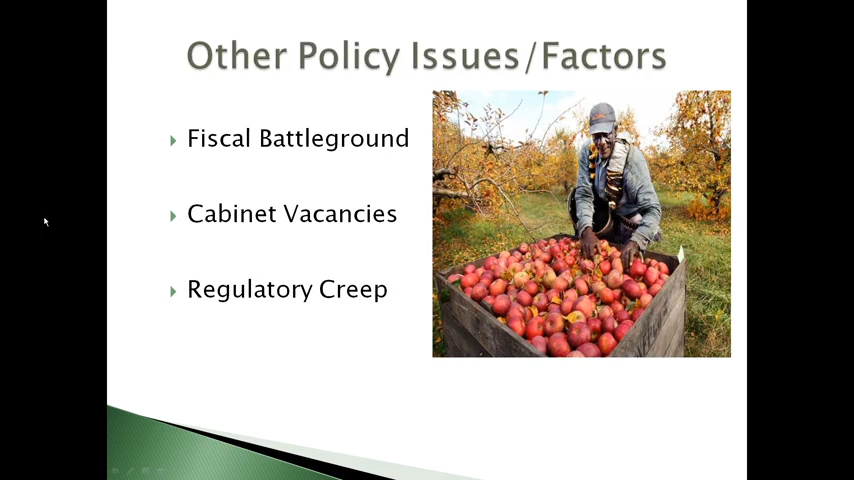 Other Policy Issues/Factors
Fiscal Battleground
Cabinet Vacancies
Regulatory Creep